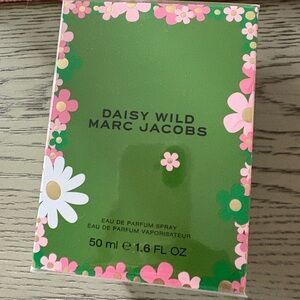 DAISY WILD
MARC JACOBS
EAU DE PARFUM SPRAY
EAU DE PARFUM VAPORISATEUR
50 ml ℮ 1.6 FL OZ